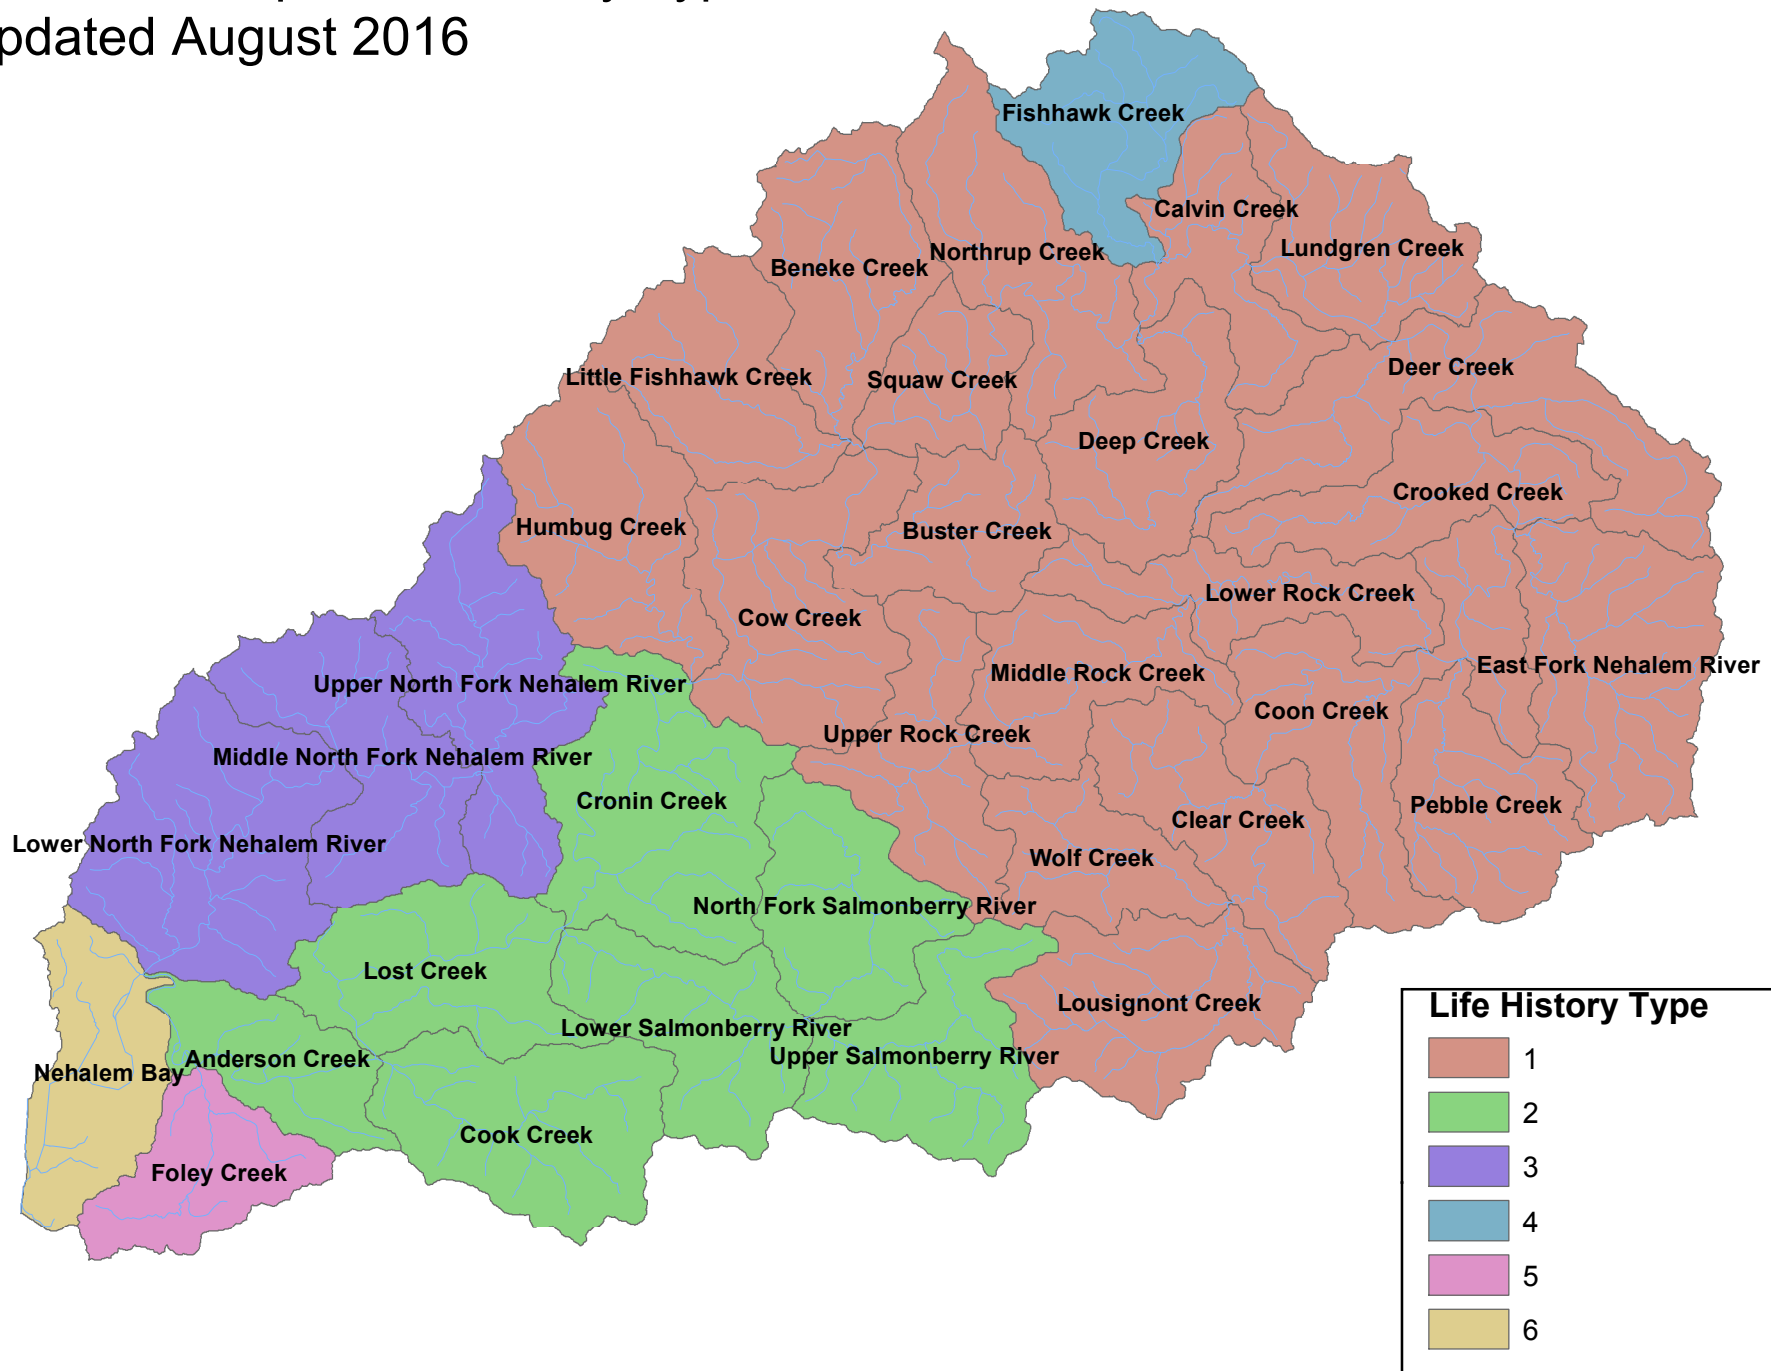 pdated August 2016
Fishhawk Creek
Calvin Creek
Lundgren Creek
Northrup Creek
Beneke Creek
Deer Creek
Little Fishhawk Creek
Squaw Creek
Deep Creek
Crooked Creek
Humbug Creek
Buster Creek
Lower Rock Creek
Cow Creek
East Fork Nehalem River
Middle Rock Creek
Upper North Fork Nehalem River
Coon Creek
Upper Rock Creek
Middle North Fork Nehalem River
Cronin Creek
Pebble Creek
Clear Creek
Lower North Fork Nehalem River
Wolf Creek
North Fork Salmonberry River
Lost Creek
Lousignont Creek
Lower Salmonberry River
Upper Salmonberry River
Anderson Creek
Nehalem Bay
Cook Creek
Foley Creek
Life History Type
1
2
3
4
5
6